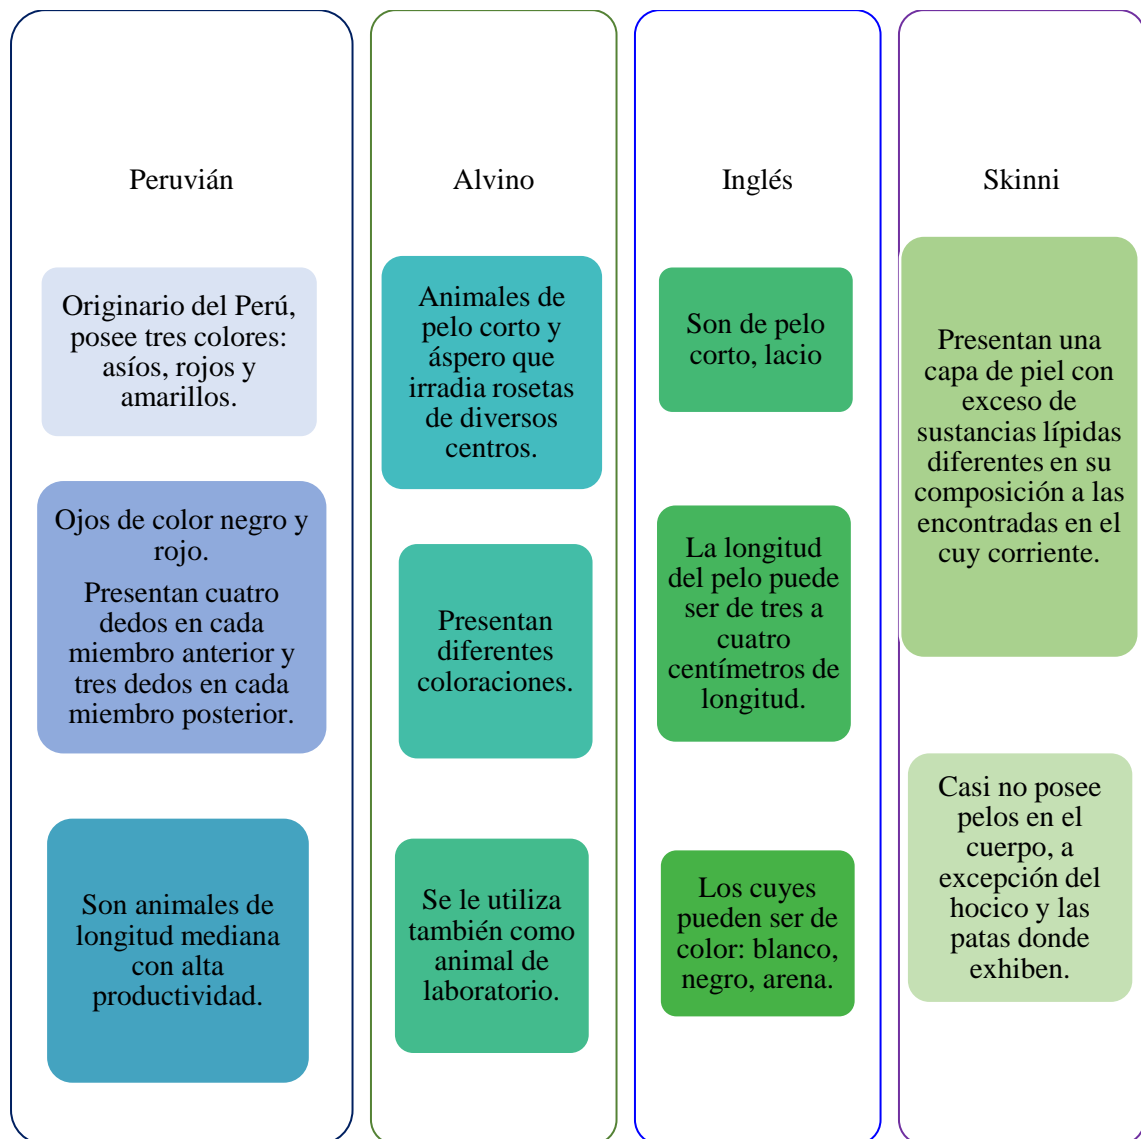 Peruvián
Originario del Perú,
posee tres colores:
asíos, rojos y
amarillos.
Ojos de color negro y
rojo.
Presentan cuatro
dedos en cada
miembro anterior y
tres dedos en cada
miembro posterior.
Son animales de
longitud mediana
con alta
productividad.
Alvino
Animales de
pelo corto y
áspero que
irradia rosetas
de diversos
centros.
Presentan
diferentes
coloraciones.
Se le utiliza
también como
animal de
laboratorio.
Inglés
Son de pelo
corto, lacio
La longitud
del pelo puede
ser de tres a
cuatro
centímetros de
longitud.
Los cuyes
pueden ser de
color: blanco,
negro, arena.
Skinni
Presentan una
capa de piel con
exceso de
sustancias lípidas
diferentes en su
composición a las
encontradas en el
cuy corriente.
Casi no posee
pelos en el
cuerpo, a
excepción del
hocico y las
patas donde
exhiben.